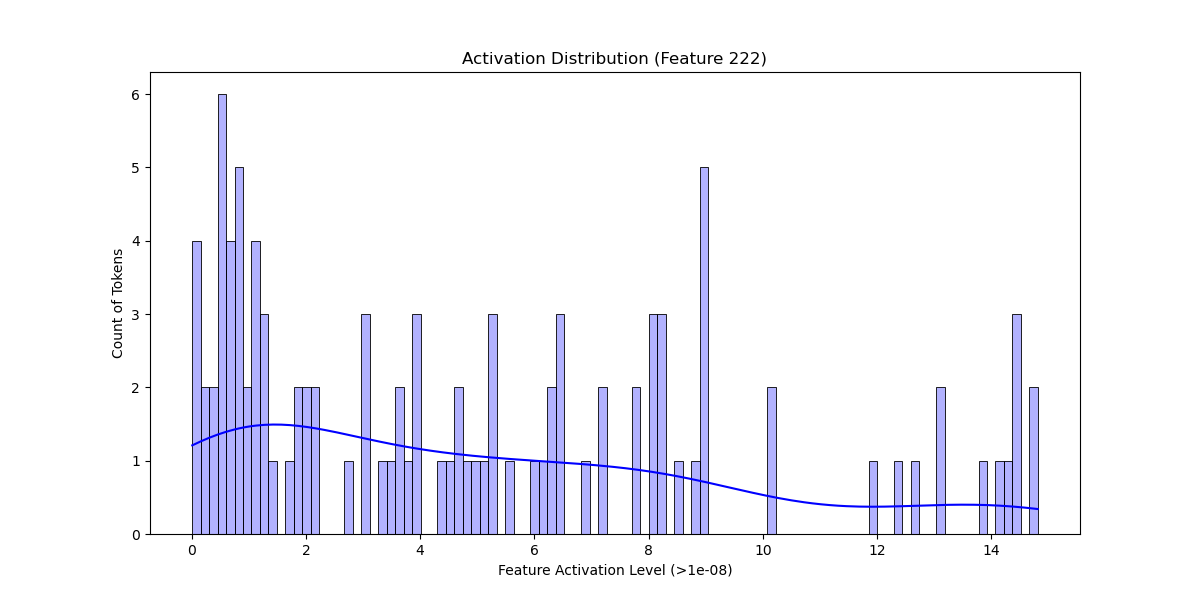 Activation Distribution (Feature 222)
Count of Tokens
6
5
4
3
2
1
0
0 2 4 6 8 10 12 14
Feature Activation Level (>1e-08)